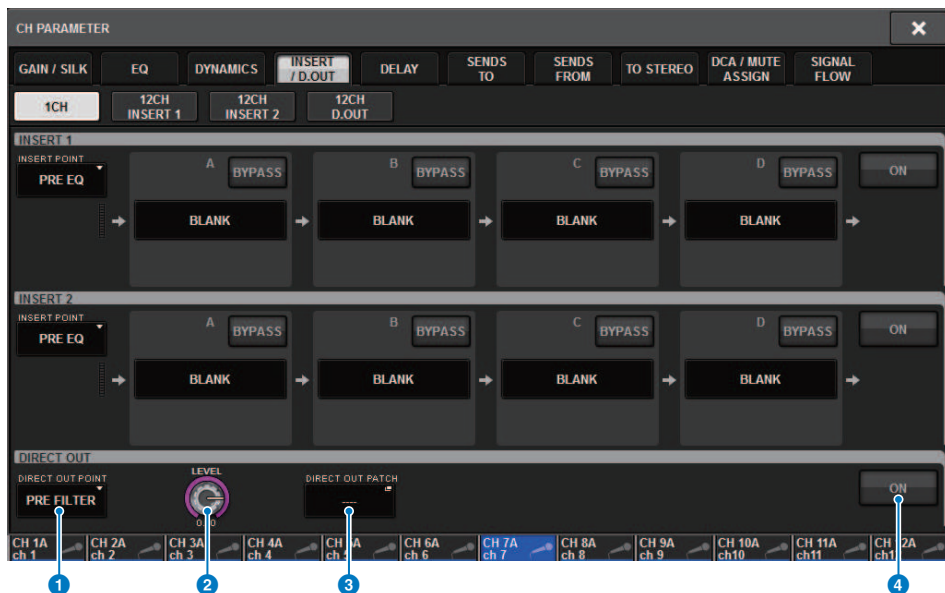 CH PARAMETER ×
GAIN / SILK EQ DYNAMICS INSERT / D.OUT DELAY SENDS TO SENDS FROM TO STEREO DCA / MUTE ASSIGN SIGNAL FLOW
1CH 12CH INSERT 1 12CH INSERT 2 12CH D.OUT
INSERT 1
INSERT POINT
PRE EQ
A BYPASS B BYPASS C BYPASS D BYPASS ON
BLANK BLANK BLANK BLANK
INSERT 2
INSERT POINT
PRE EQ
A BYPASS B BYPASS C BYPASS D BYPASS ON
BLANK BLANK BLANK BLANK
DIRECT OUT
DIRECT OUT POINT LEVEL DIRECT OUT PATCH
PRE FILTER ---- ON
CH 1A CH 2A CH 3A CH 4A CH 6A CH 7A CH 8A CH 9A CH 10A CH 11A
ch 1 ch 2 ch 3 ch 4 ch 6 ch 7 ch 8 ch 9 ch10 ch11
1 2 3 4